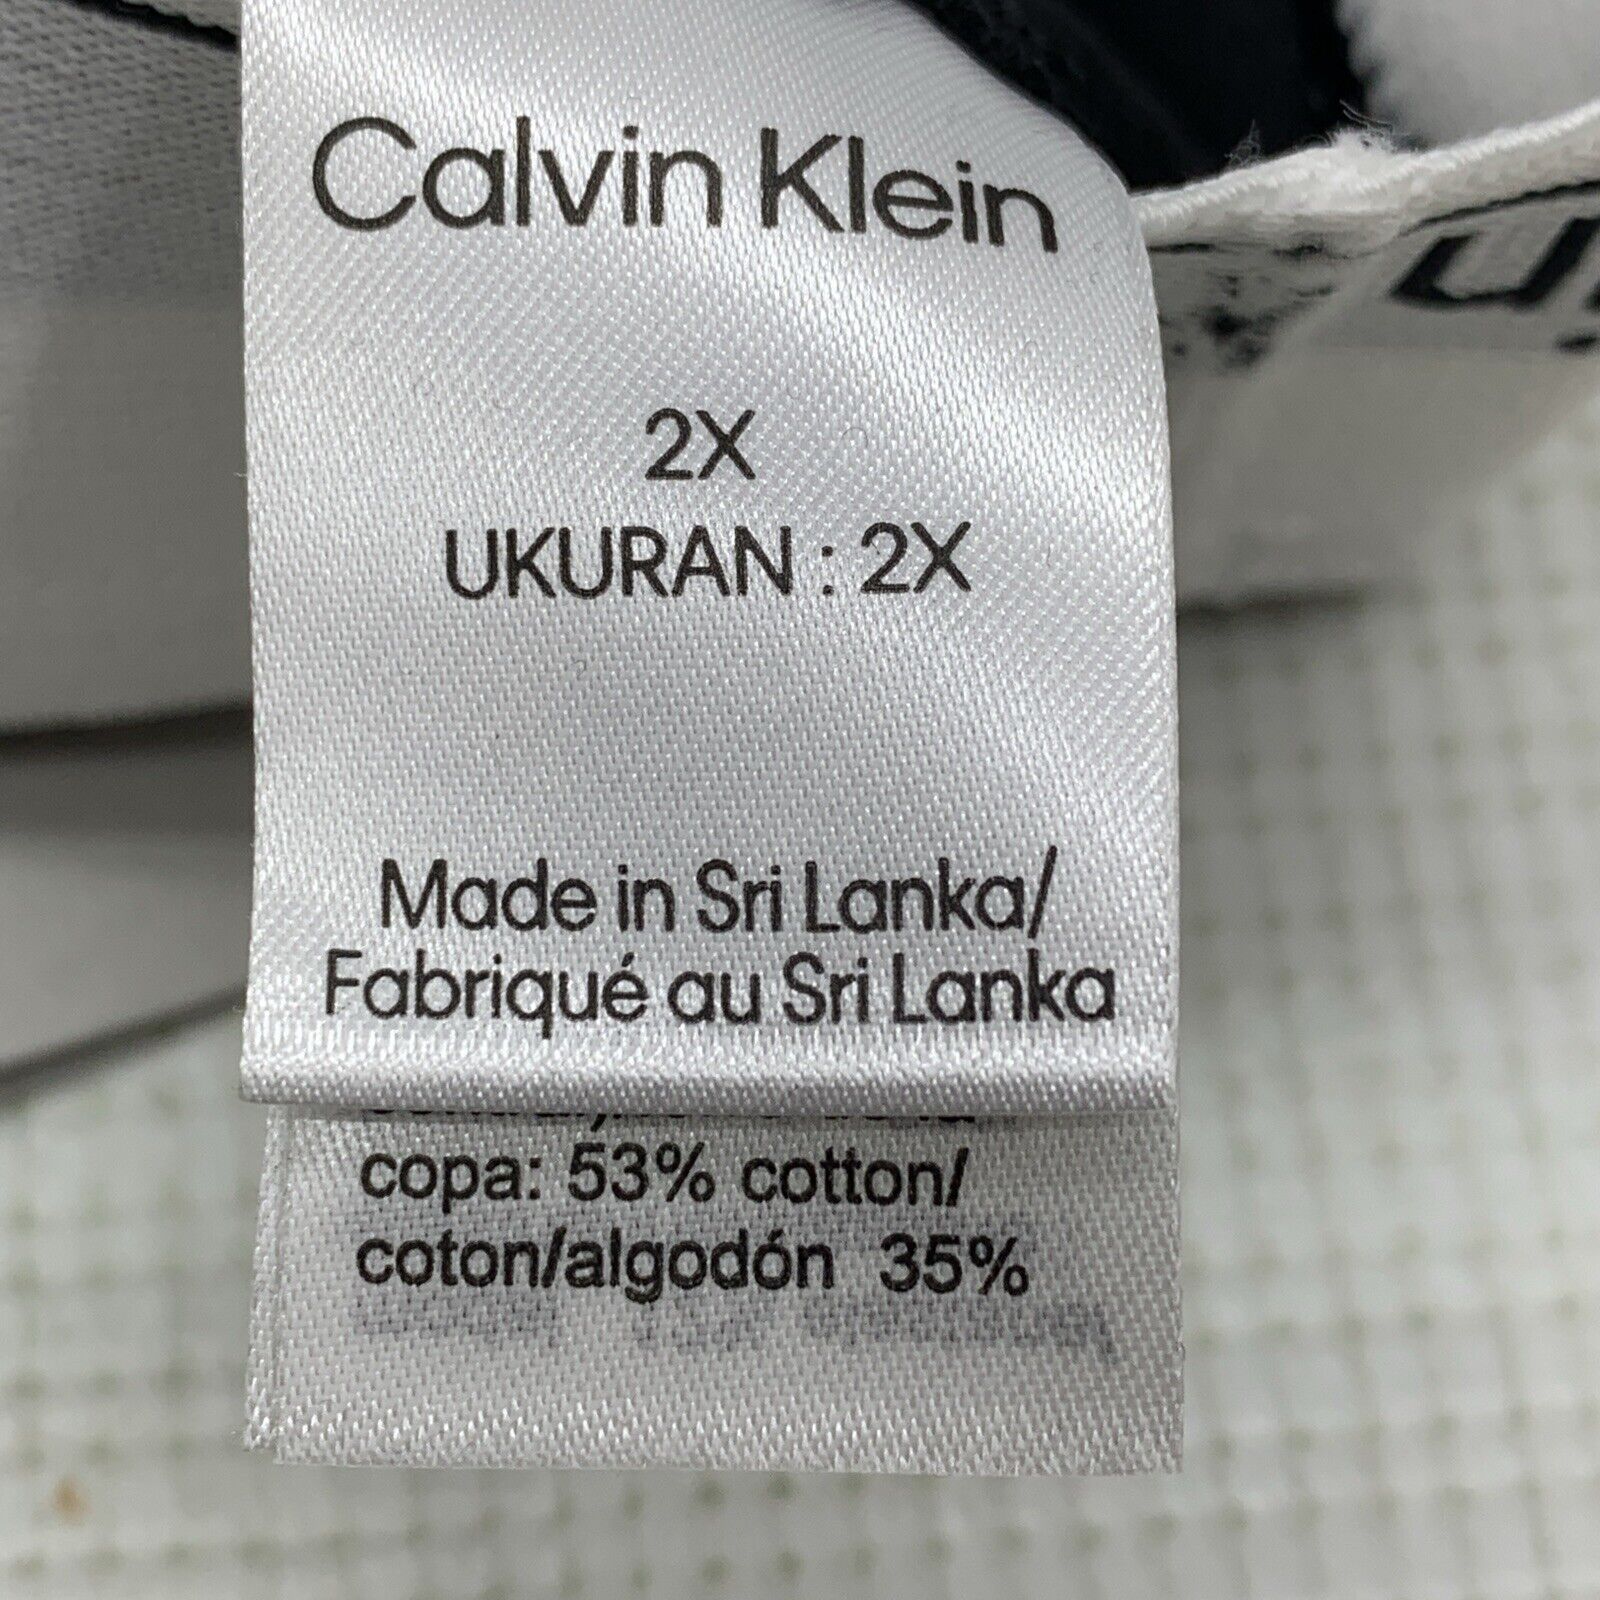 Calvin Klein
2X
UKURAN : 2X
Made in Sri Lanka/
Fabriqué au Sri Lanka
copa: 53% cotton/
coton/algodón 35%